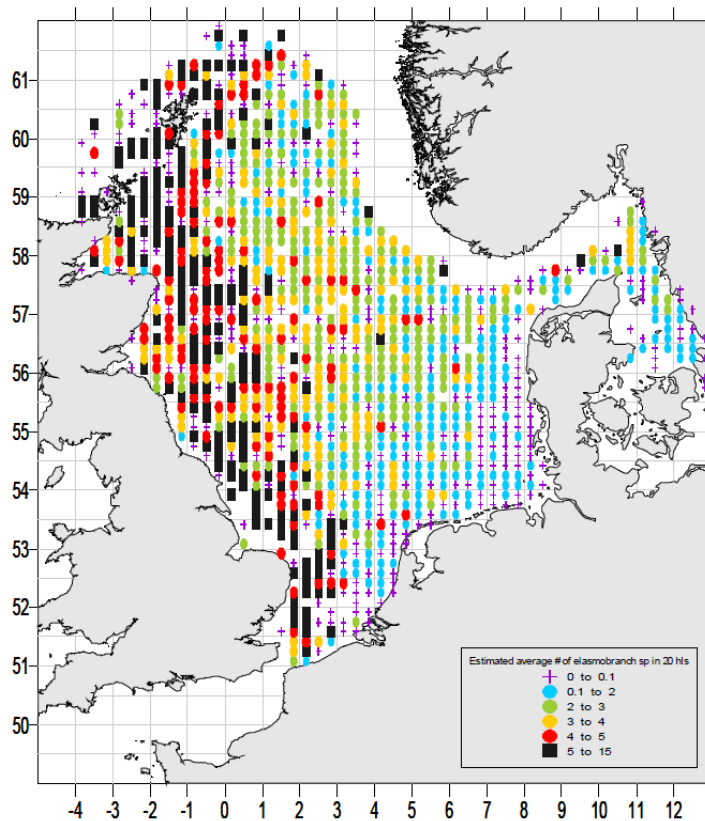 61
60
59
58
57
56
55
54
53
52
51
50
Estimated average # of elasmobranch sp in 20 hls
0 to 0.1
0.1 to 2
2 to 3
3 to 4
4 to 5
5 to 15
-4 -3 -2 -1 0 1 2 3 4 5 6 7 8 9 10 11 12